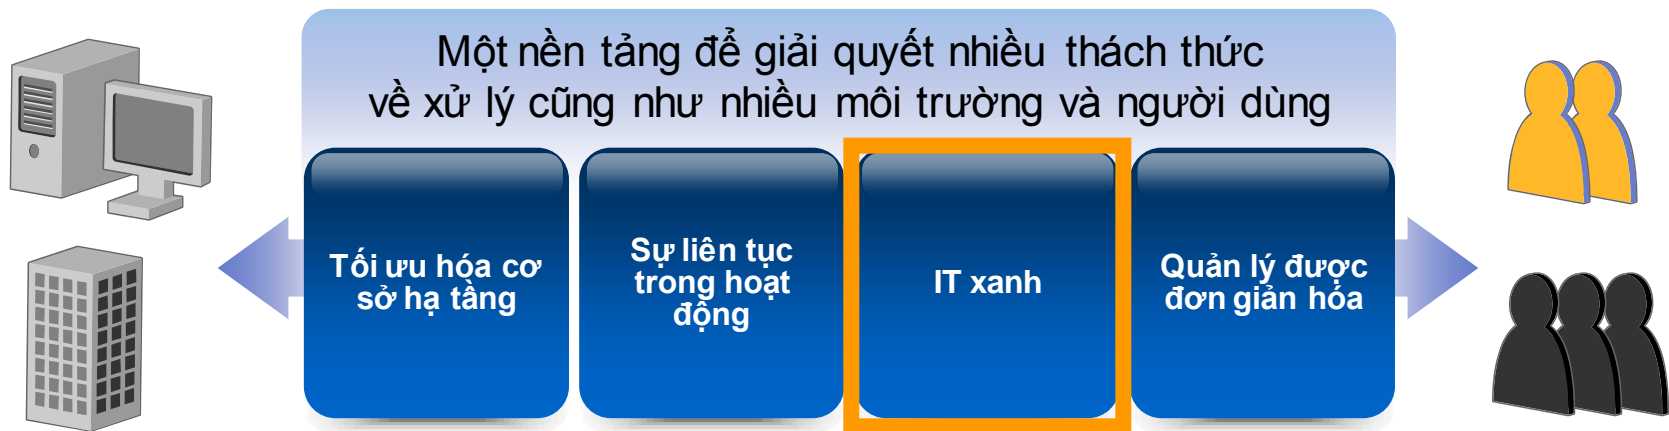 Một nền tảng để giải quyết nhiều thách thức
về xử lý cũng như nhiều môi trường và người dùng
Tối ưu hóa cơ
sở hạ tầng
Sự liên tục
trong hoạt
động
IT xanh
Quản lý được
đơn giản hóa